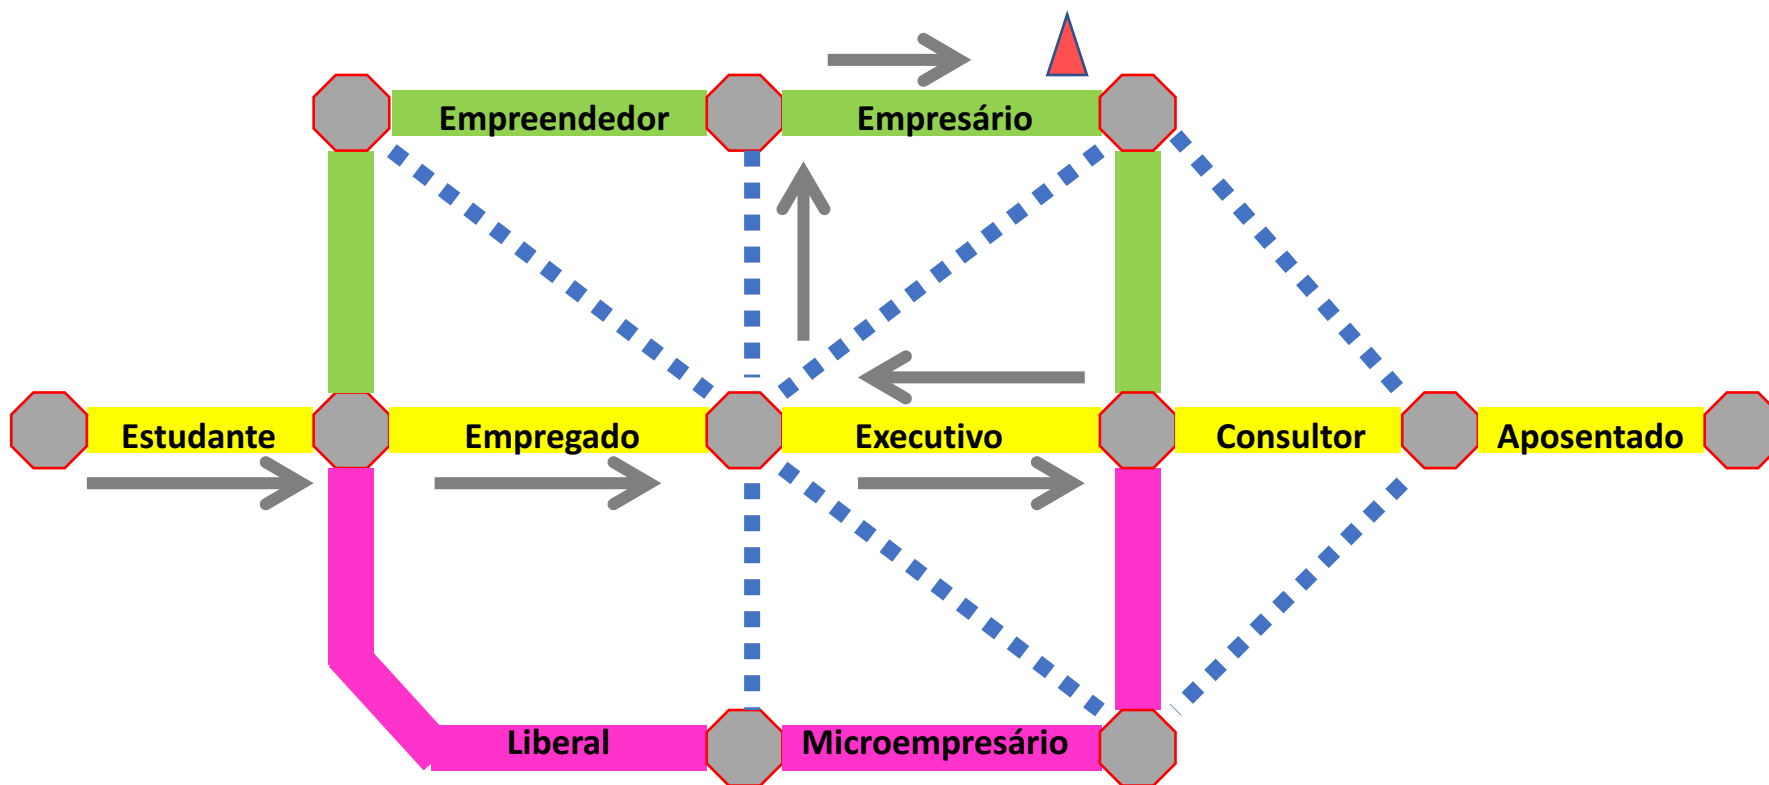 Empreendedor
Empresário
Estudante
Empregado
Executivo
Consultor
Aposentado
Liberal
Microempresário